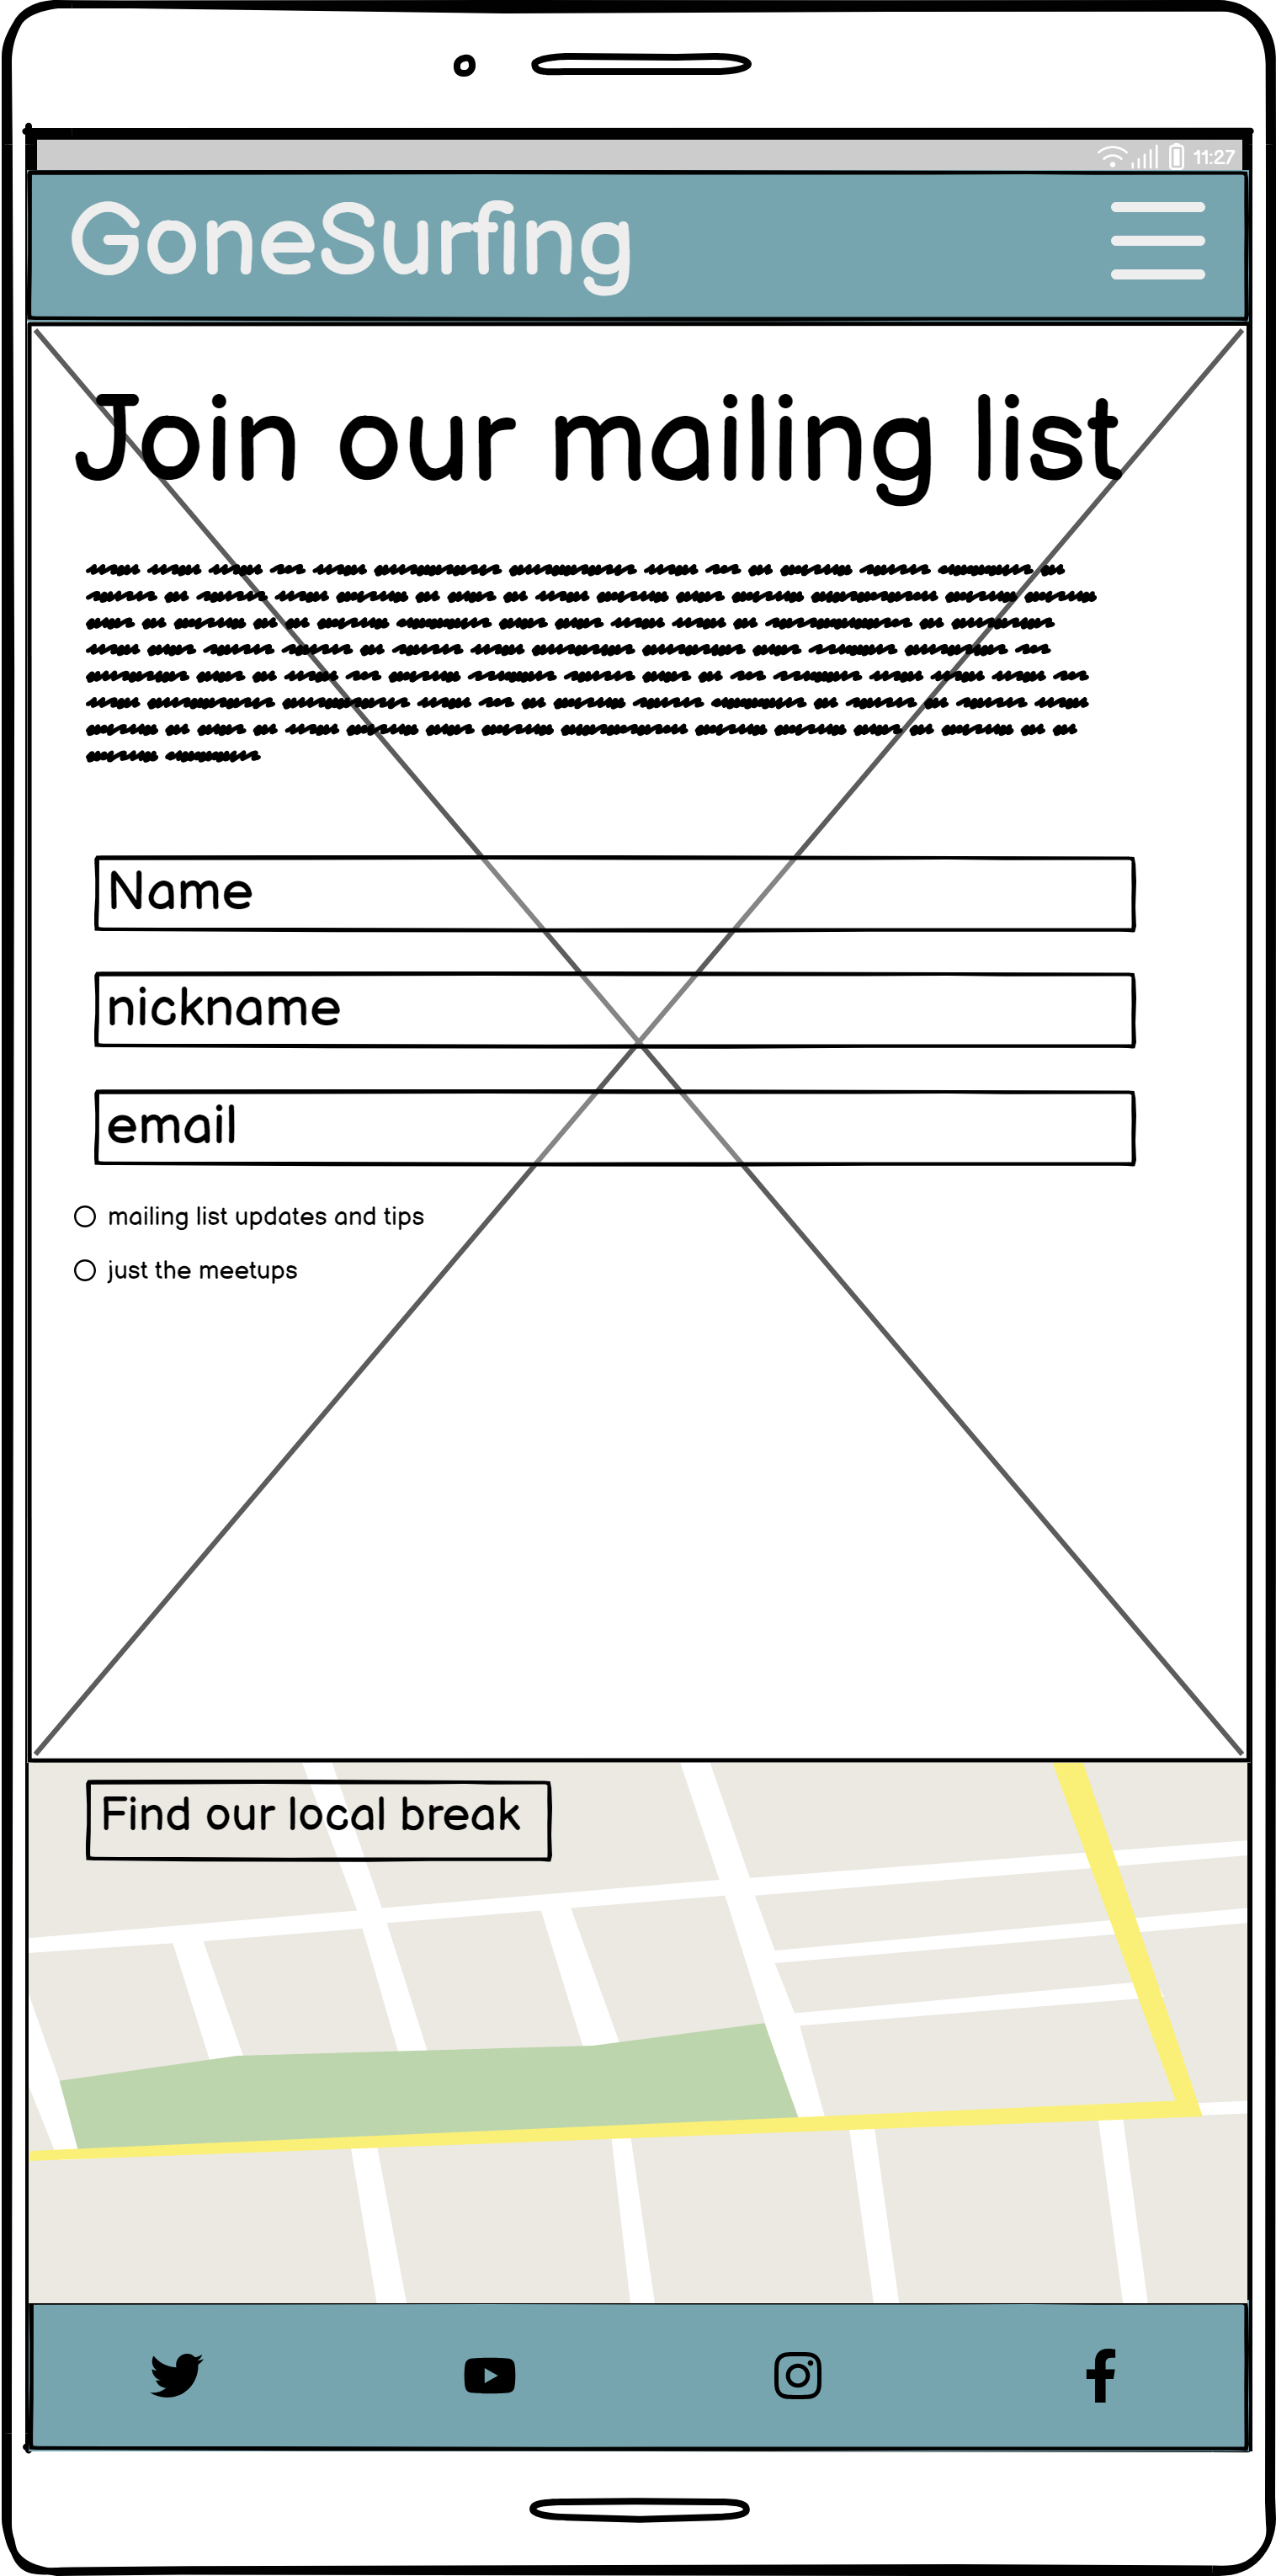 11:27
GoneSurfing
Join our mailing list
Name
nickname
email
mailing list updates and tips
just the meetups
Find our local break